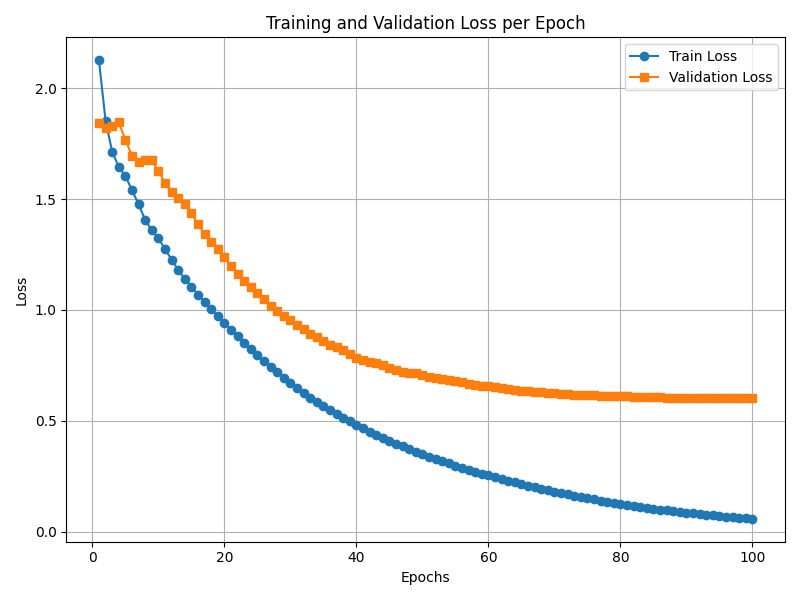 Training and Validation Loss per Epoch
Train Loss
Validation Loss
2.0
1.5
1.0
0.5
0.0
Loss
0 20 40 60 80 100
Epochs